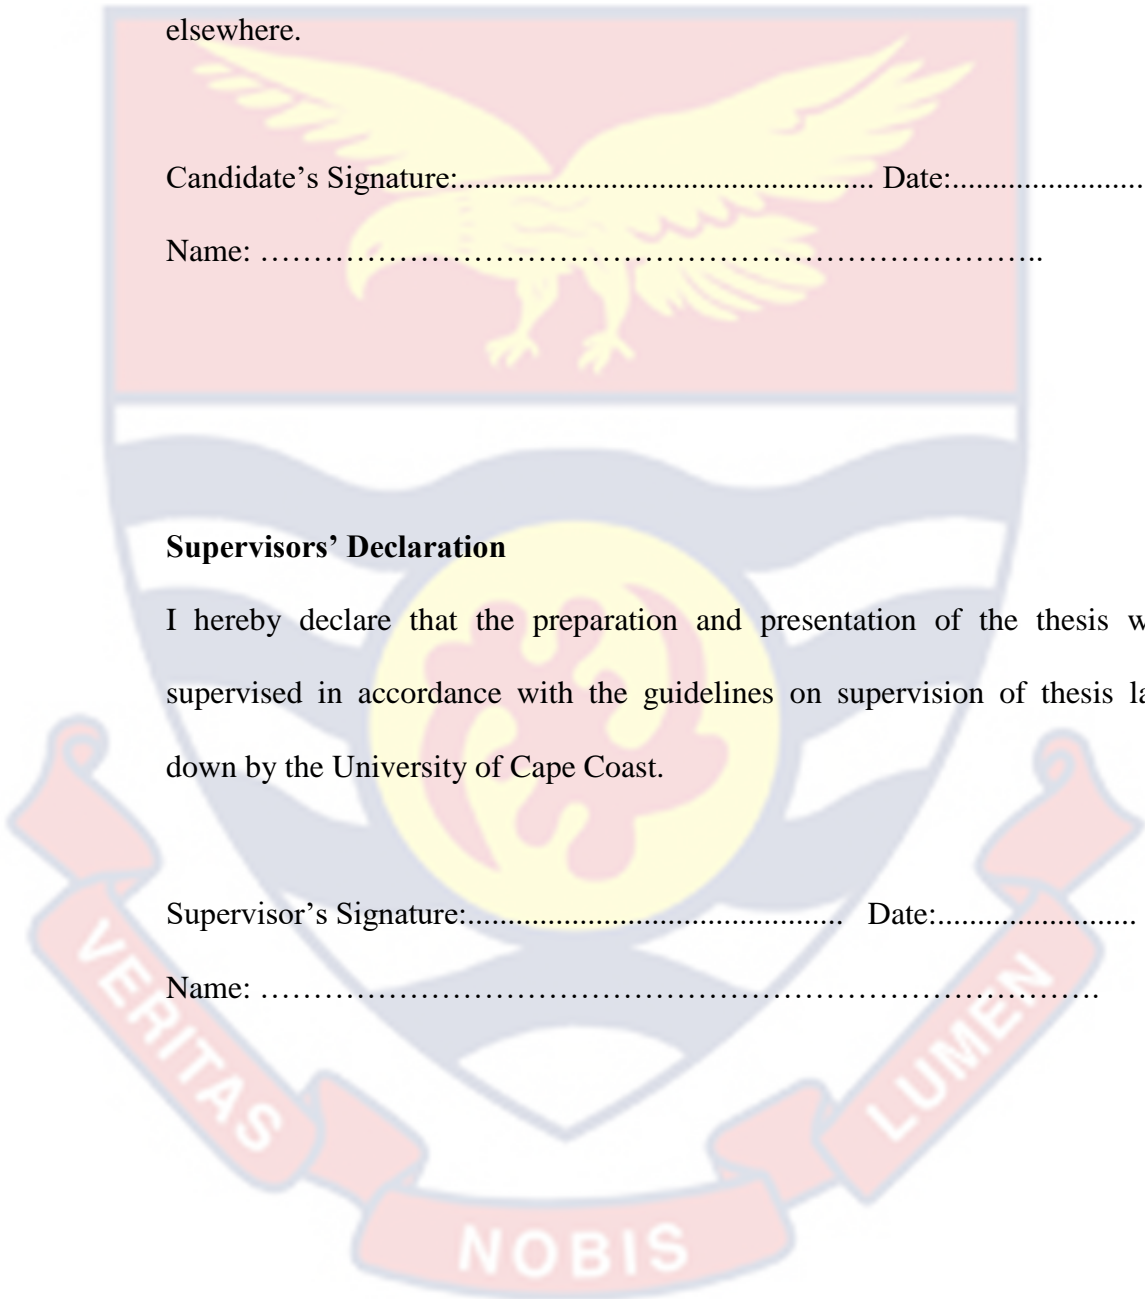 elsewhere.
Candidate’s Signature:.................................................... Date:........................
Name: ………………………………………………………………..
Supervisors’ Declaration
I hereby declare that the preparation and presentation of the thesis w
supervised in accordance with the guidelines on supervision of thesis la
down by the University of Cape Coast.
Supervisor’s Signature:............................................... Date:.........................
Name: …………………………………………………………………….
VERITAS
NOBIS
LUMEN